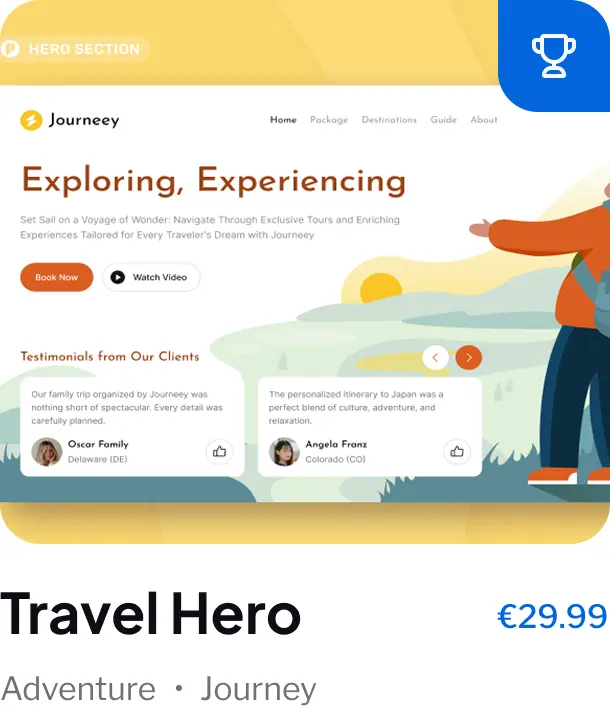 HERO SECTION
Journeey
Home Package Destinations Guide About
Exploring, Experiencing
Set Sail on a Voyage of Wonder: Navigate Through Exclusive Tours and Enriching
Experiences Tailored for Every Traveler's Dream with Journeey
Book Now Watch Video
Testimonials from Our Clients
Our family trip organized by Journeey was
nothing short of spectacular. Every detail was
carefully planned.
Oscar Family
Delaware (DE)
The personalized itinerary to Japan was a
perfect blend of culture, adventure, and
relaxation.
Angela Franz
Colorado (CO)
Travel Hero
€29.99
Adventure • Journey